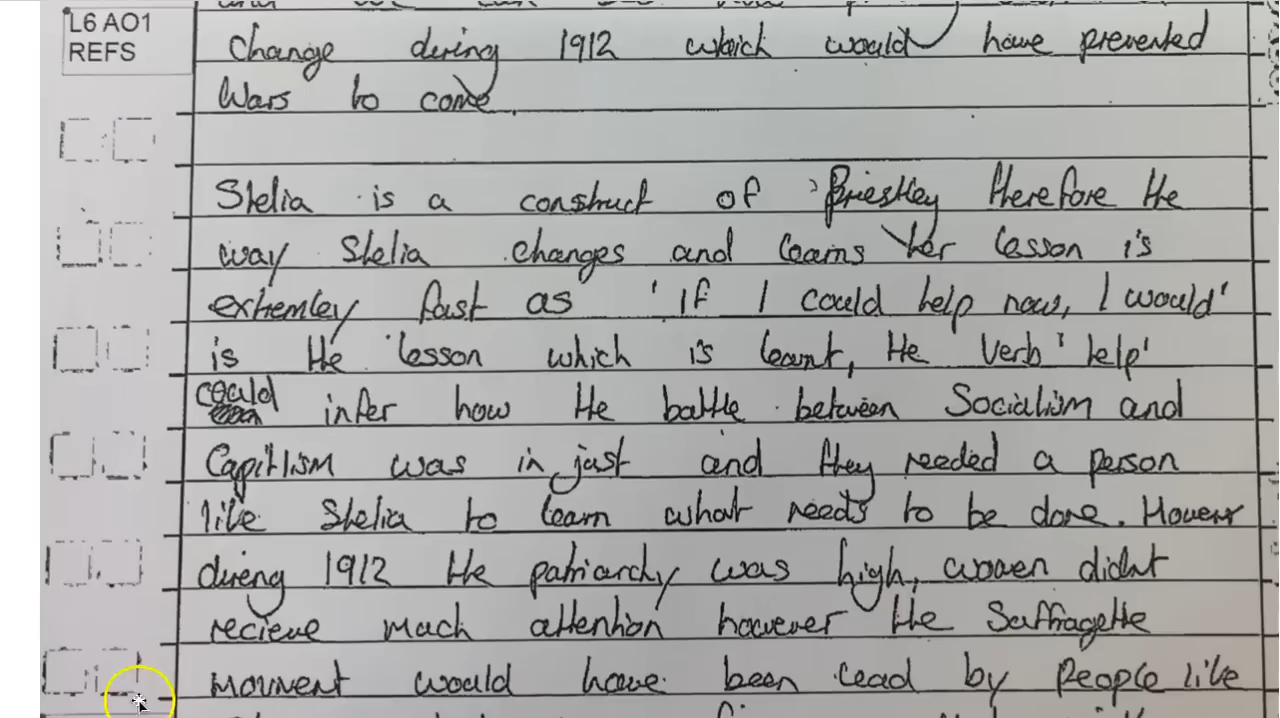 L6 AO1
REFS
Change during 1912 which would have prevented
Wars to come.
Shelia is a construct of Priestley therefore the
way Shelia changes and learns her lesson is
extremley fast as 'If I could help now, I would'
is the lesson which is learnt, the verb 'help'
could infer how the battle between Socialism and
Capitlism was in just and they needed a person
like Shelia to learn what needs to be done. However
direng 1912 the patriarchy was high, women didnt
recieve much attention however the Suffragette
movment would have been lead by people like